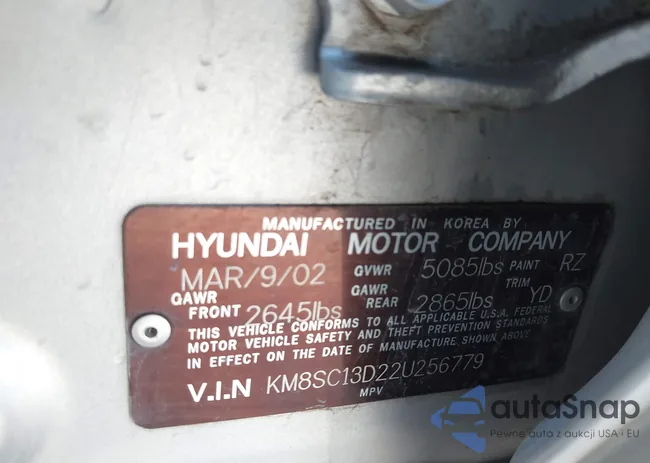 MANUFACTURED IN KOREA BY
HYUNDAI MOTOR COMPANY
MAR/9/02 GVWR 5085lbs PAINT RZ
GAWR FRONT 2645lbs GAWR REAR 2865lbs TRIM YD
THIS VEHICLE CONFORMS TO ALL APPLICABLE U.S.A. FEDERAL
MOTOR VEHICLE SAFETY AND THEFT PREVENTION STANDARDS
IN EFFECT ON THE DATE OF MANUFACTURE SHOWN ABOVE.
V.I.N KM8SC13D22U256779
MPV
autoSnap
Pewne auta z aukcji USA i EU